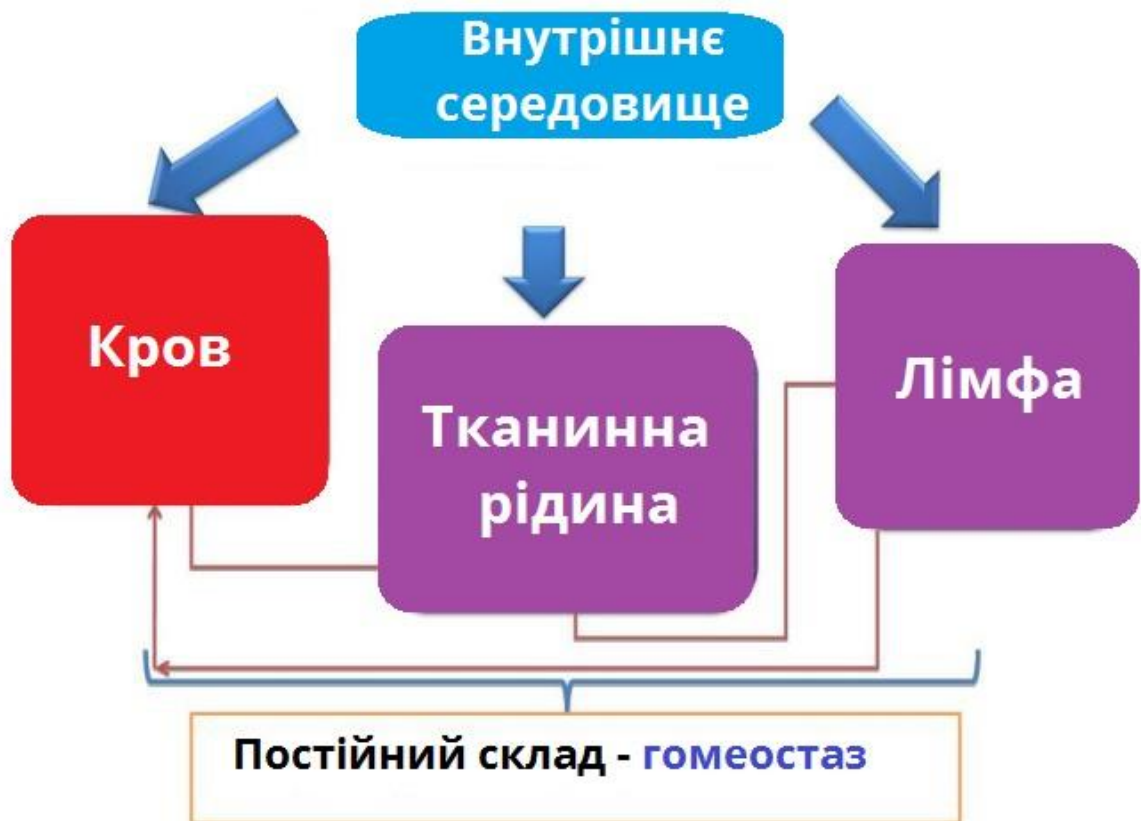 Внутрішнє
середовище
Кров
Тканинна
рідина
Лімфа
Постійний склад - гомеостаз